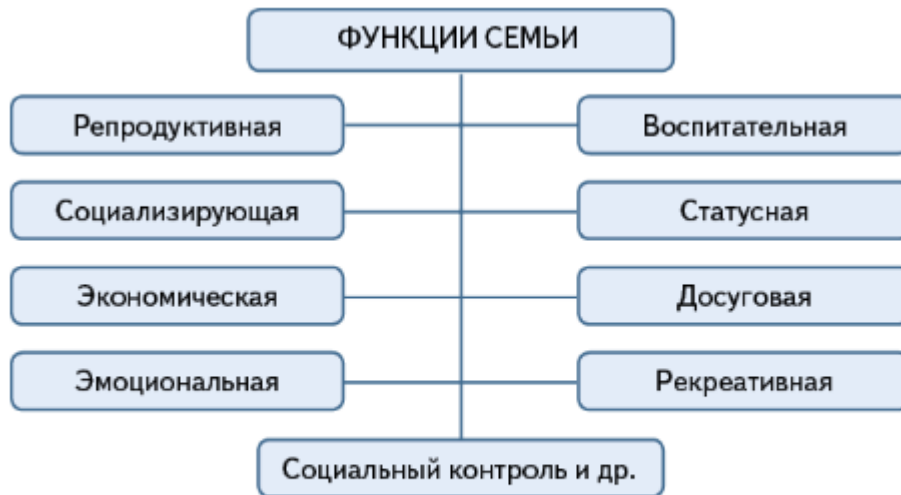 ФУНКЦИИ СЕМЬИ
Репродуктивная
Воспитательная
Социализирующая
Статусная
Экономическая
Досуговая
Эмоциональная
Рекреативная
Социальный контроль и др.